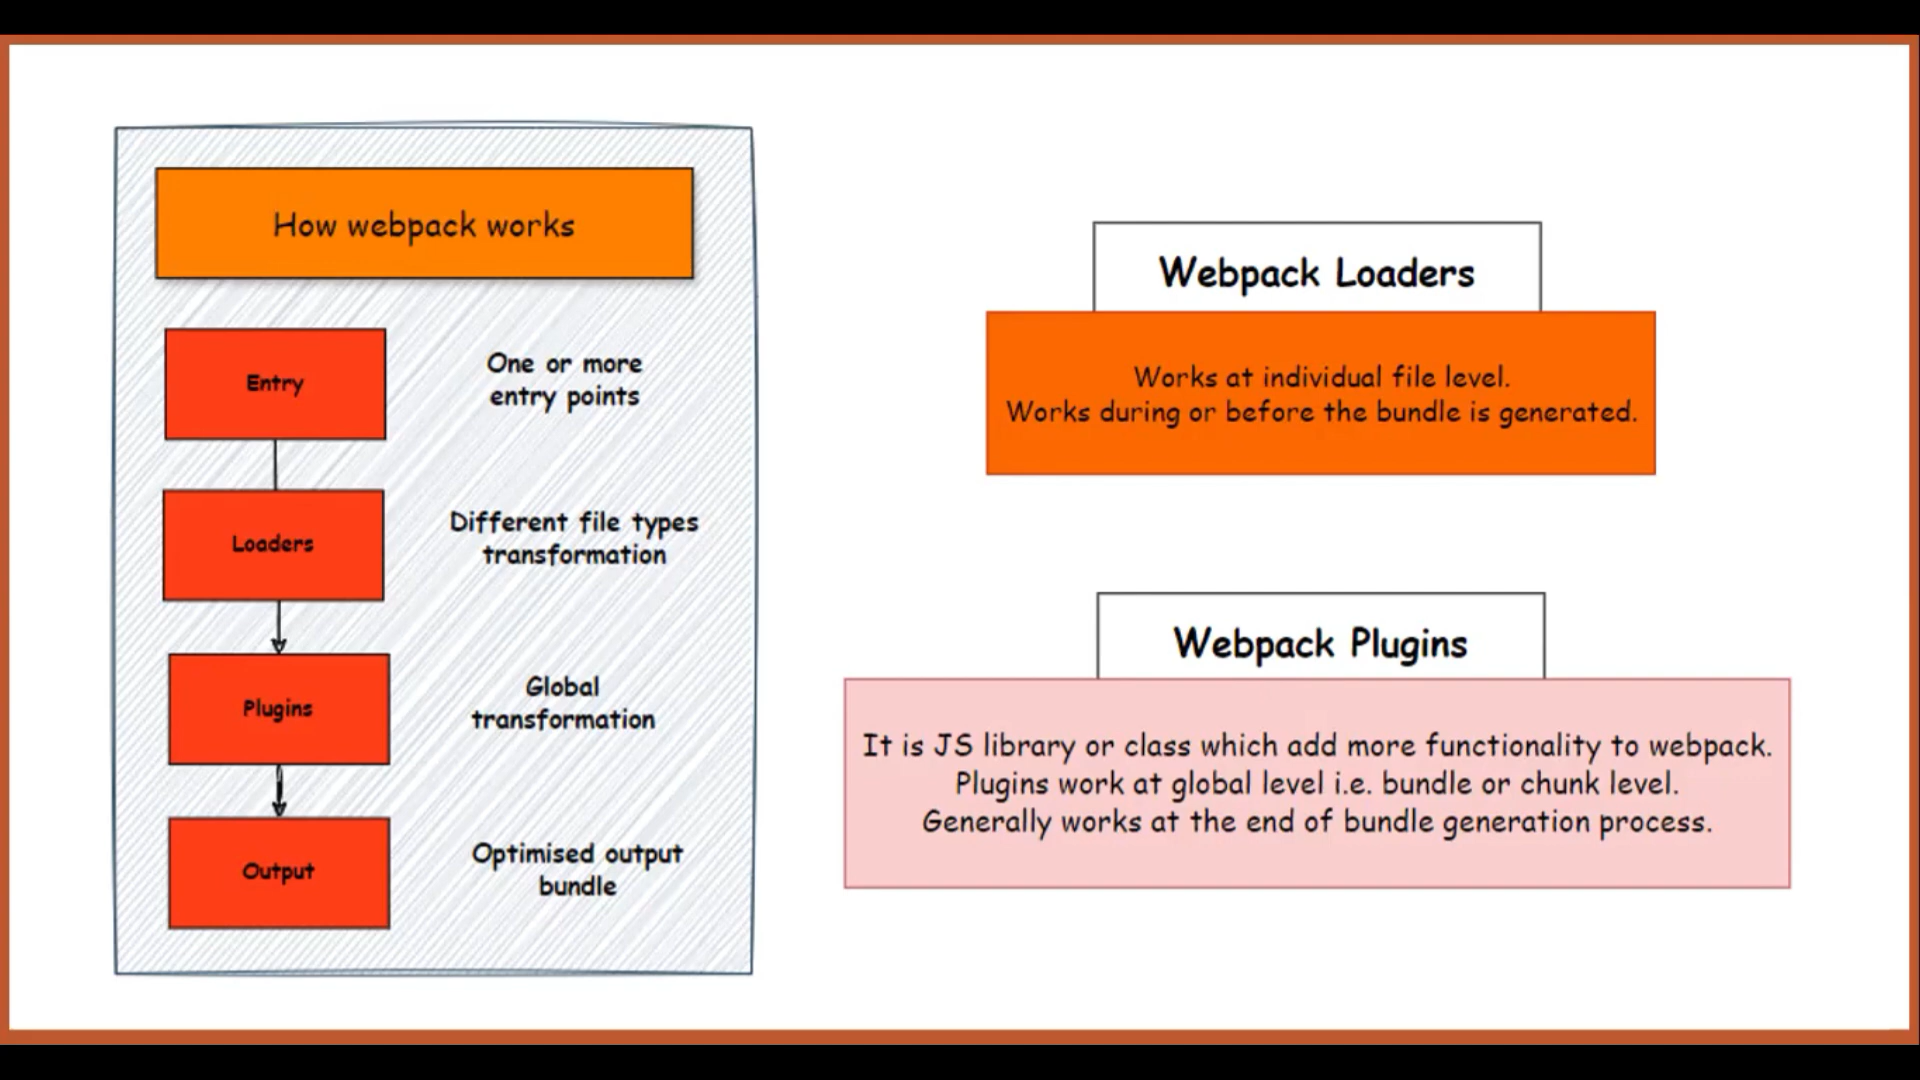 How webpack works
Entry
One or more
entry points
Loaders
Different file types
transformation
Plugins
Global
transformation
Output
Optimised output
bundle
Webpack Loaders
Works at individual file level.
Works during or before the bundle is generated.
Webpack Plugins
It is JS library or class which add more functionality to webpack.
Plugins work at global level i.e. bundle or chunk level.
Generally works at the end of bundle generation process.